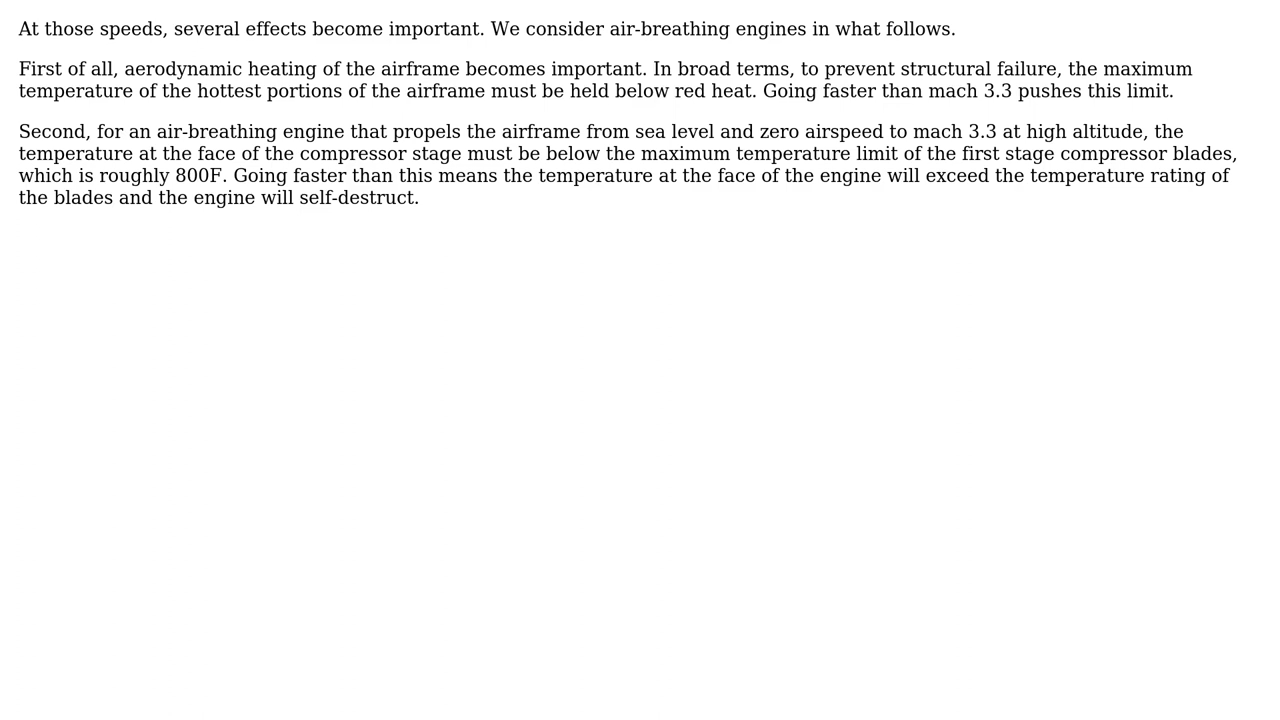 At those speeds, several effects become important. We consider air-breathing engines in what follows.
First of all, aerodynamic heating of the airframe becomes important. In broad terms, to prevent structural failure, the maximum
temperature of the hottest portions of the airframe must be held below red heat. Going faster than mach 3.3 pushes this limit.
Second, for an air-breathing engine that propels the airframe from sea level and zero airspeed to mach 3.3 at high altitude, the
temperature at the face of the compressor stage must be below the maximum temperature limit of the first stage compressor blades,
which is roughly 800F. Going faster than this means the temperature at the face of the engine will exceed the temperature rating of
the blades and the engine will self-destruct.